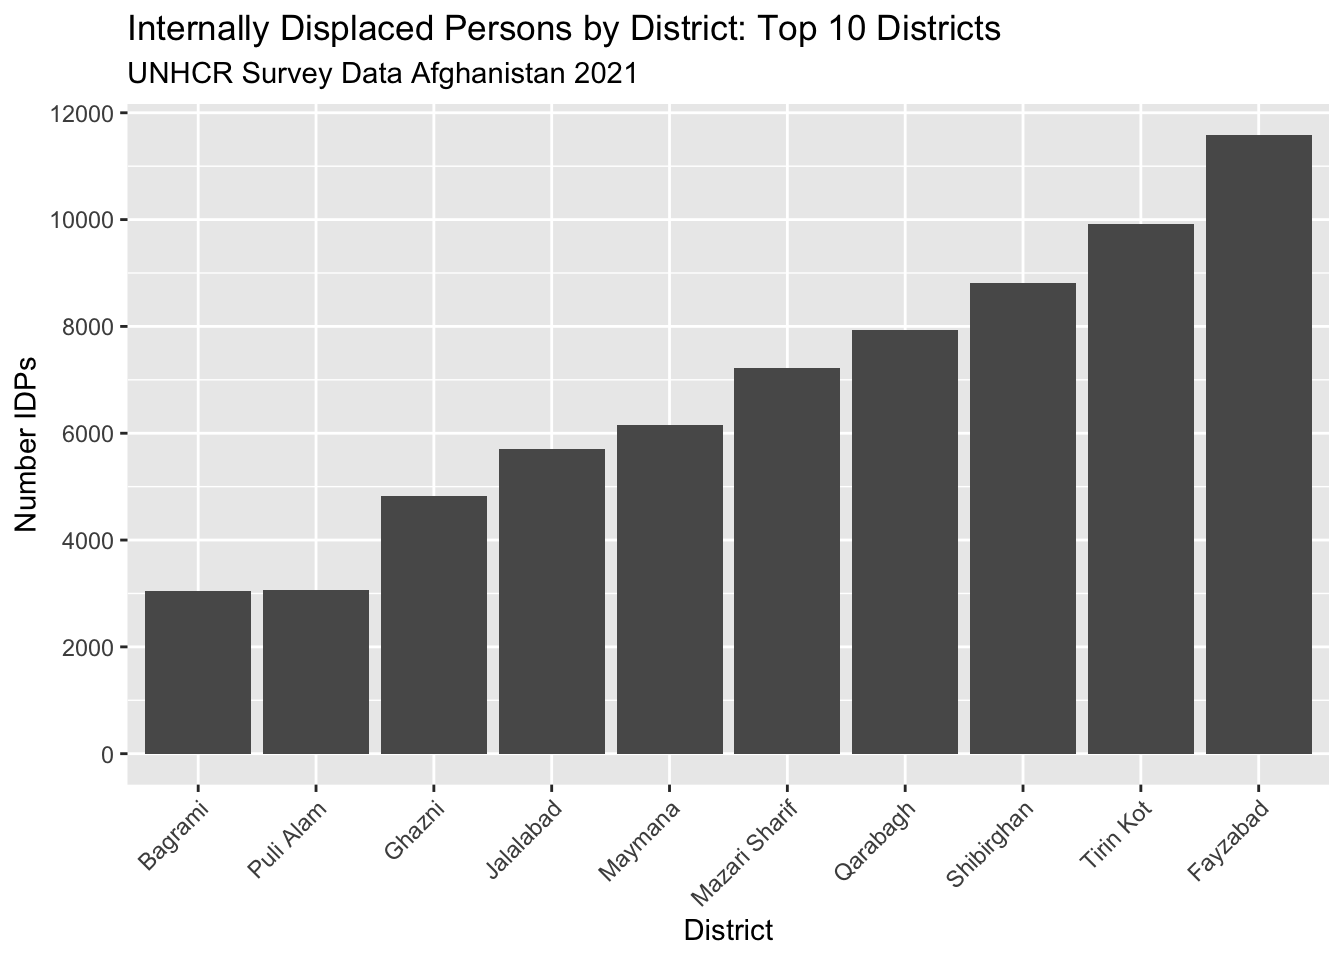 Internally Displaced Persons by District: Top 10 Districts
UNHCR Survey Data Afghanistan 2021
12000
10000
8000
6000
4000
2000
0
Number IDPs
Bagrami
Puli Alam
Ghazni
Jalalabad
Maymana
Mazari Sharif
Qarabagh
Shibirghan
Tirin Kot
Fayzabad
District